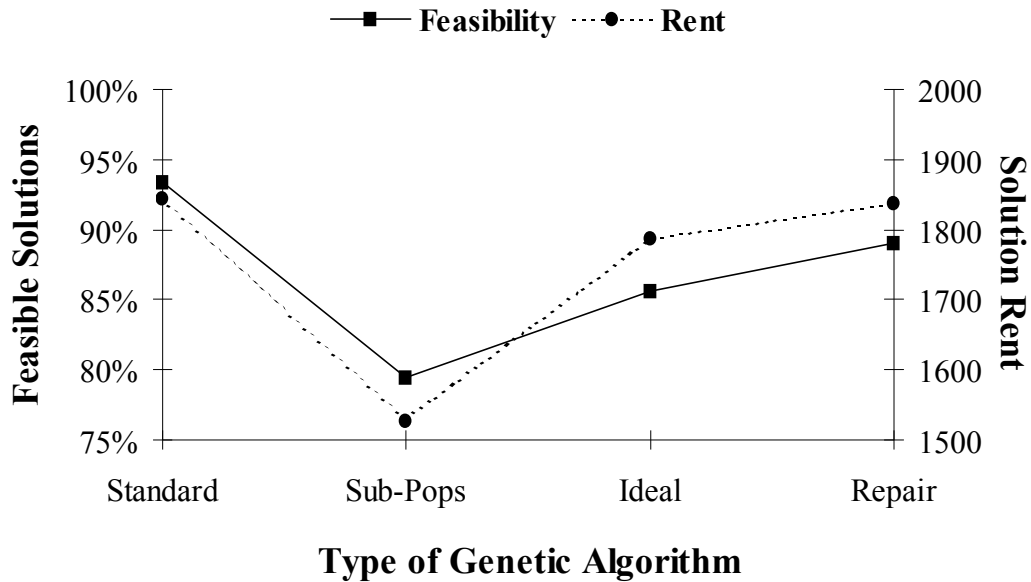 Feasibility Rent
100%
95%
90%
85%
80%
75%
Feasible Solutions
2000
1900
1800
1700
1600
1500
Solution Rent
Standard Sub-Pops Ideal Repair
Type of Genetic Algorithm